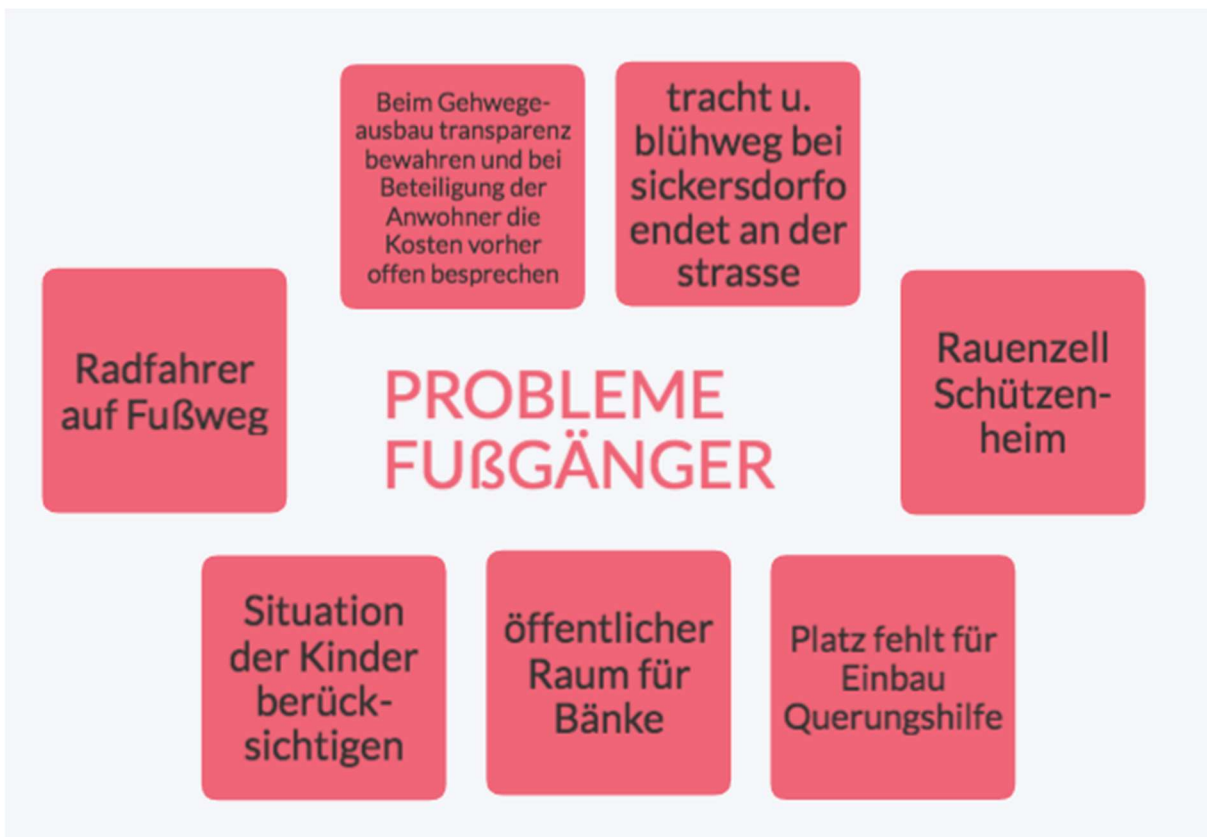 Beim Gehwege-
ausbau transparenz
bewahren und bei
Beteiligung der
Anwohner die
Kosten vorher
offen besprechen
tracht u.
blühweg bei
sickersdorfo
endet an der
strasse
Radfahrer
auf Fußweg
PROBLEME
FUßGÄNGER
Rauenzell
Schützen-
heim
Situation
der Kinder
berück-
sichtigen
öffentlicher
Raum für
Bänke
Platz fehlt für
Einbau
Querungshilfe